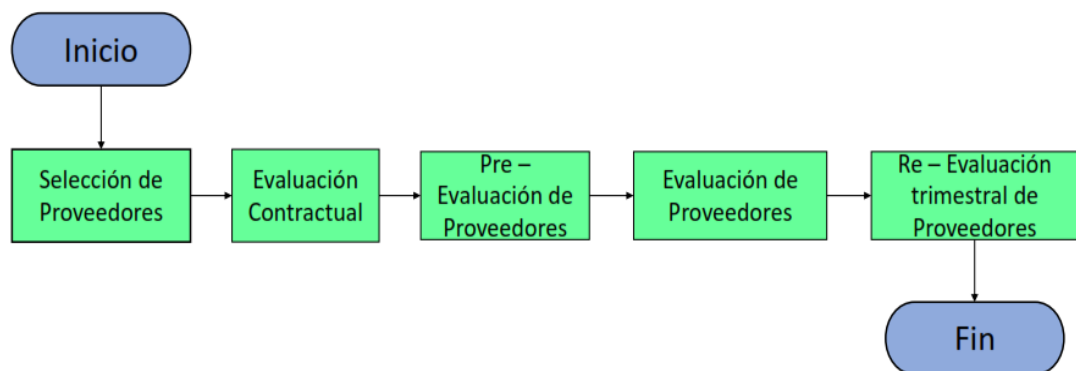 Inicio
Selección de
Proveedores
Evaluación
Contractual
Pre –
Evaluación de
Proveedores
Evaluación de
Proveedores
Re – Evaluación
trimestral de
Proveedores
Fin